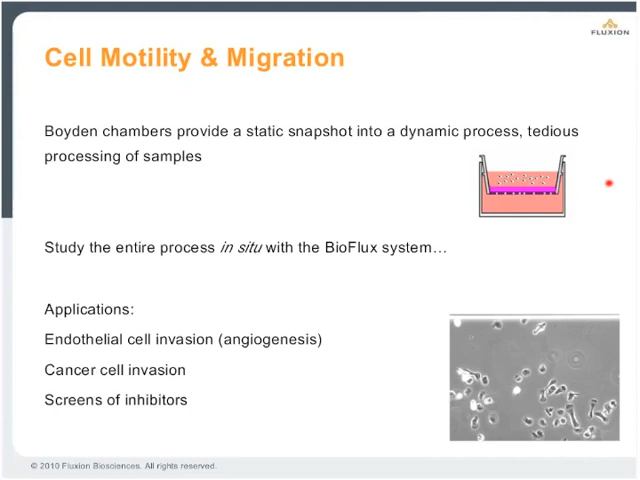 FLUXION
Cell Motility & Migration
Boyden chambers provide a static snapshot into a dynamic process, tedious
processing of samples
Study the entire process in situ with the BioFlux system…
Applications:
Endothelial cell invasion (angiogenesis)
Cancer cell invasion
Screens of inhibitors
© 2010 Fluxion Biosciences. All rights reserved.